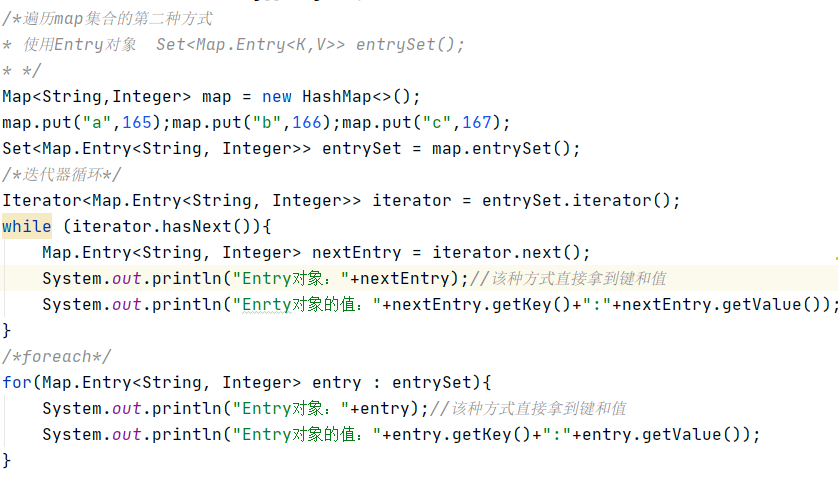 /*遍历map集合的第二种方式
* 使用Entry对象  Set<Map.Entry<K,V>> entrySet();
* */
Map<String,Integer> map = new HashMap<>();
map.put("a",165);map.put("b",166);map.put("c",167);
Set<Map.Entry<String, Integer>> entrySet = map.entrySet();
/*迭代器循环*/
Iterator<Map.Entry<String, Integer>> iterator = entrySet.iterator();
while (iterator.hasNext()){
    Map.Entry<String, Integer> nextEntry = iterator.next();
    System.out.println("Entry对象："+nextEntry);//该种方式直接拿到键和值
    System.out.println("Enrty对象的值："+nextEntry.getKey()+":"+nextEntry.getValue());
}
/*foreach*/
for(Map.Entry<String, Integer> entry : entrySet){
    System.out.println("Entry对象："+entry);//该种方式直接拿到键和值
    System.out.println("Entry对象的值："+entry.getKey()+":"+entry.getValue());
}